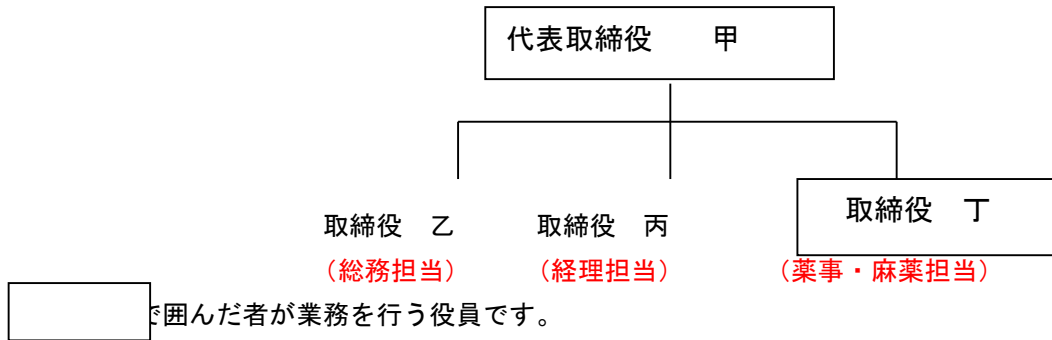 代表取締役　　甲
取締役　乙
取締役　丙
取締役　丁
（総務担当）
（経理担当）
（薬事・麻薬担当）
で囲んだ者が業務を行う役員です。